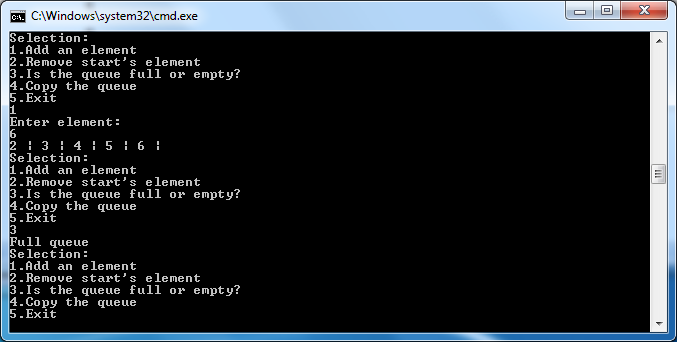 C:\Windows\system32\cmd.exe
Selection:
1.Add an element
2.Remove start's element
3.Is the queue full or empty?
4.Copy the queue
5.Exit
1
Enter element:
6
2 ¦ 3 ¦ 4 ¦ 5 ¦ 6 ¦
Selection:
1.Add an element
2.Remove start's element
3.Is the queue full or empty?
4.Copy the queue
5.Exit
3
Full queue
Selection:
1.Add an element
2.Remove start's element
3.Is the queue full or empty?
4.Copy the queue
5.Exit